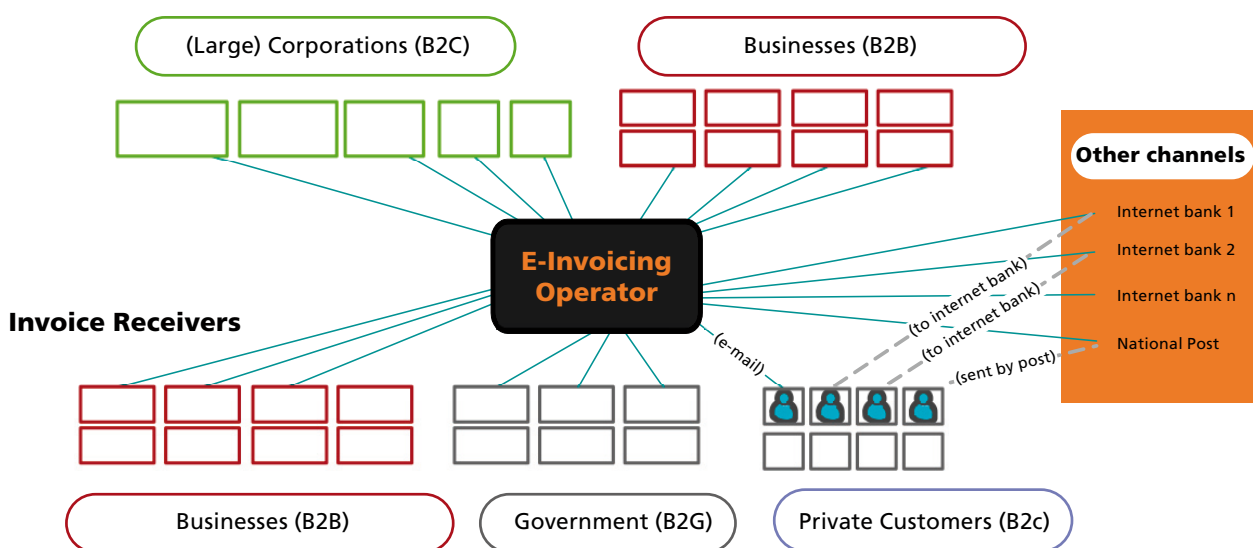 (Large) Corporations (B2C)
Businesses (B2B)
Other channels
Internet bank 1
Internet bank 2
Internet bank n
National Post
E-Invoicing
Operator
Invoice Receivers
(e-mail)
(to internet bank)
(to internet bank)
(sent by post)
Businesses (B2B)
Government (B2G)
Private Customers (B2c)